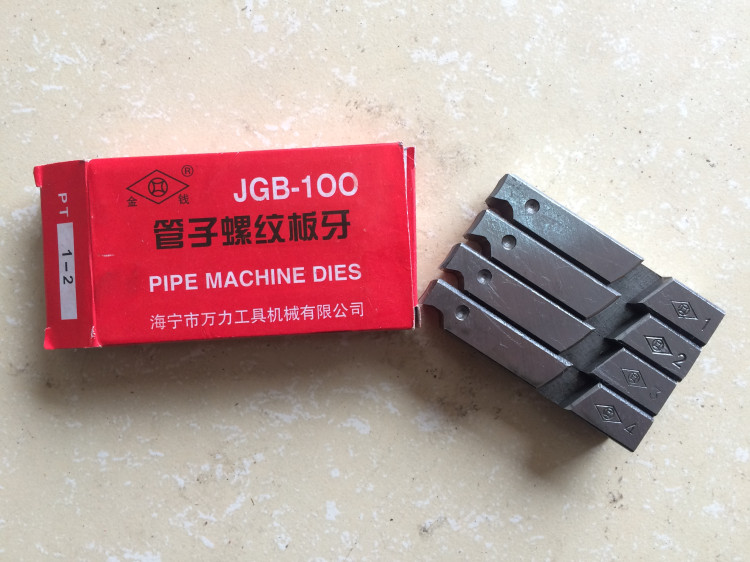 PT
1-2
金 钱 ®
JGB-100
管子螺纹板牙
PIPE MACHINE DIES
海宁市万力工具机械有限公司
1
2
3
4